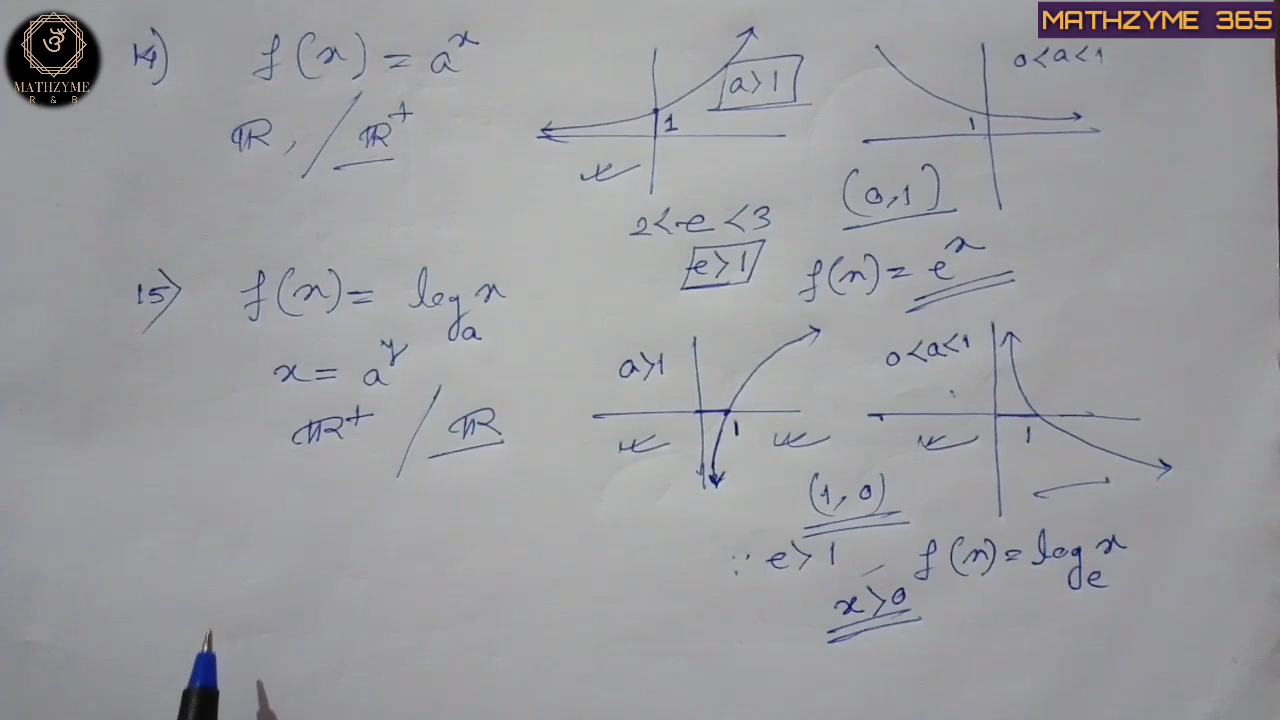 MATHZYME 365
ॐ
MATHZYME
R & B
14) f(x) = a^x
ℝ, / ℝ⁺
1
a>1
0<a<1
1
(0,1)
2<e<3
e>1
f(x) = e^x
15) f(x) = log_a x
x = a^y
ℝ⁺ / ℝ
a>1
1
0<a<1
1
(1,0)
∵ e>1
f(x) = log_e x
x>0